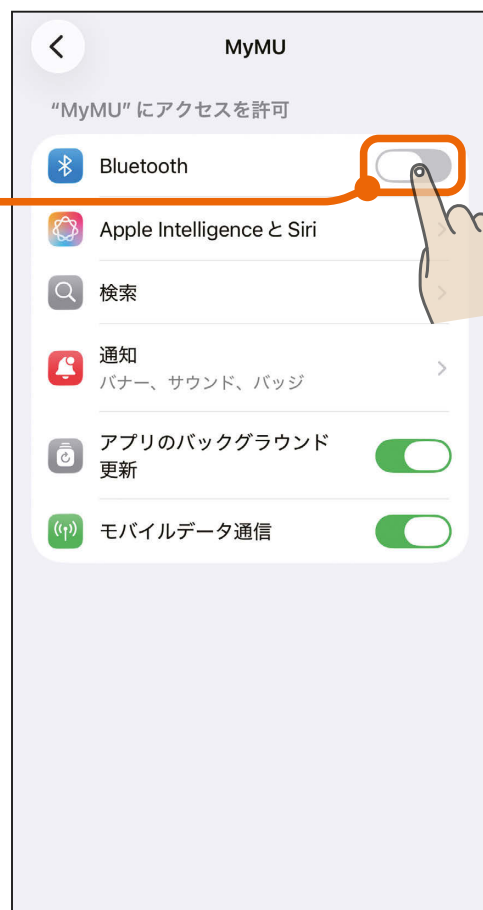 MyMU
“MyMU” にアクセスを許可
Bluetooth
Apple Intelligence と Siri
検索
通知
バナー、サウンド、バッジ
アプリのバックグラウンド
更新
モバイルデータ通信